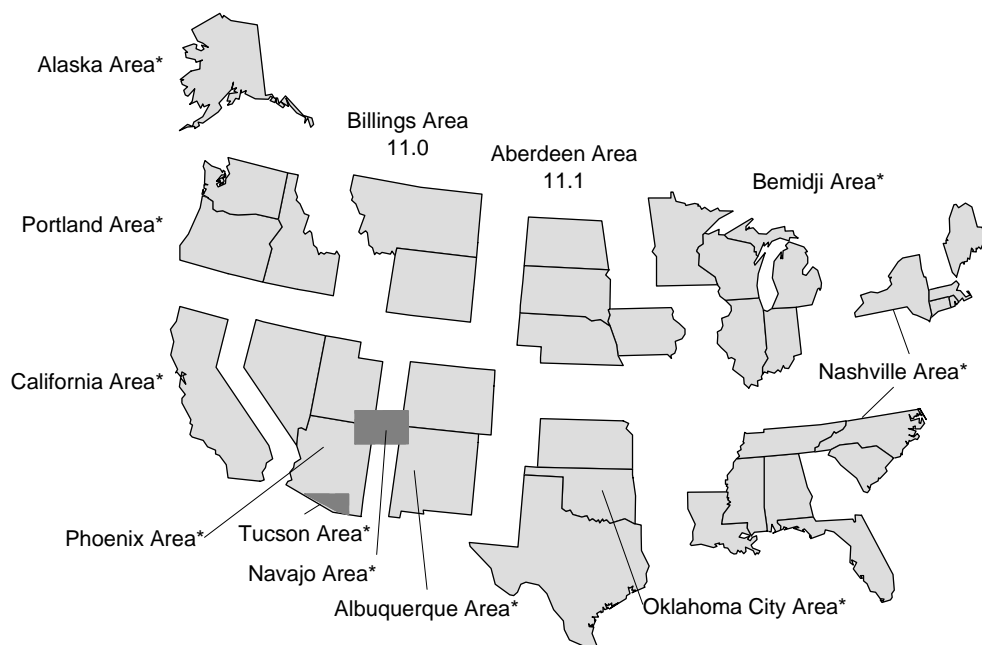 Alaska Area*
Billings Area
11.0
Aberdeen Area
11.1
Bemidji Area*
Portland Area*
California Area*
Nashville Area*
Phoenix Area*
Tucson Area*
Navajo Area*
Albuquerque Area*
Oklahoma City Area*